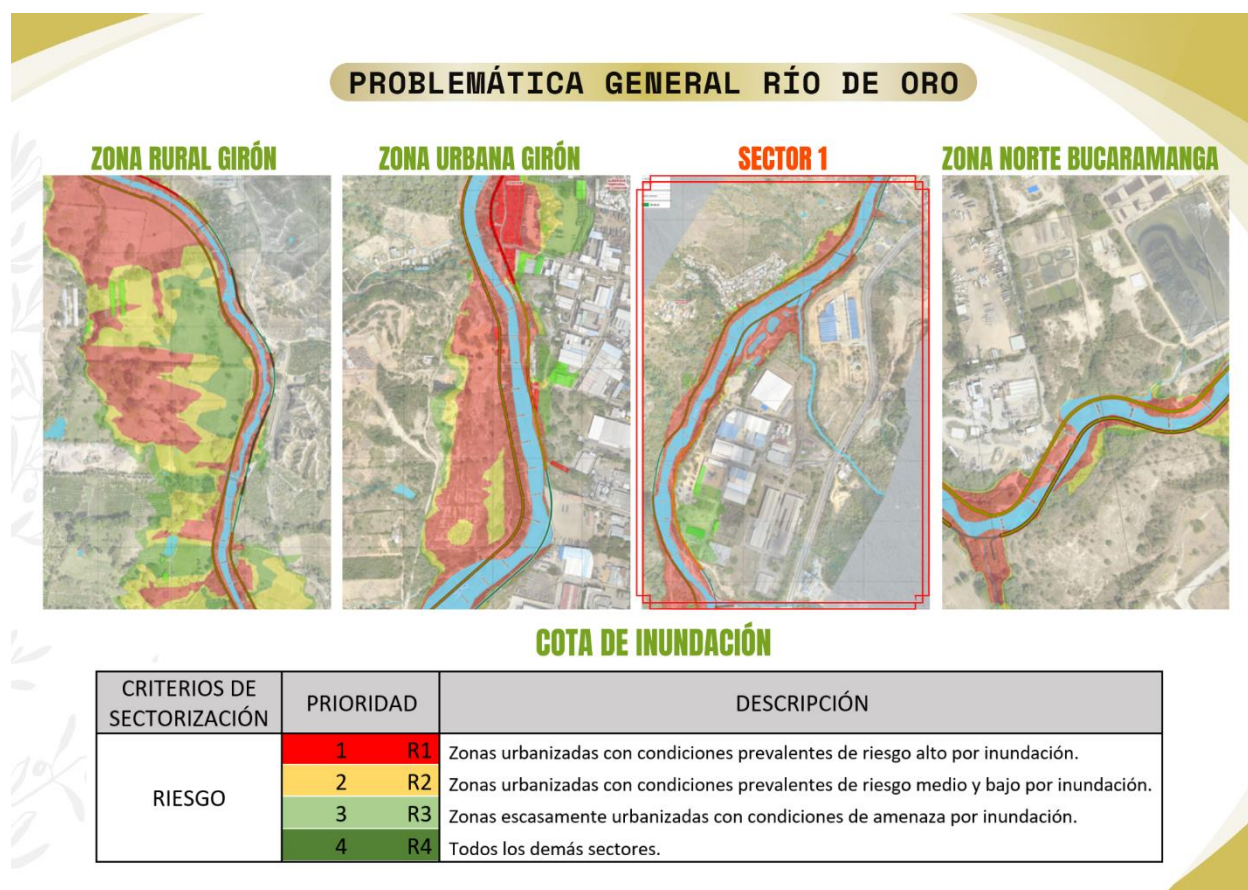 PROBLEMÁTICA GENERAL RÍO DE ORO
ZONA RURAL GIRÓN
ZONA URBANA GIRÓN
SECTOR 1
ZONA NORTE BUCARAMANGA
COTA DE INUNDACIÓN
CRITERIOS DE SECTORIZACIÓN
PRIORIDAD
DESCRIPCIÓN
RIESGO
1 R1 Zonas urbanizadas con condiciones prevalentes de riesgo alto por inundación.
2 R2 Zonas urbanizadas con condiciones prevalentes de riesgo medio y bajo por inundación.
3 R3 Zonas escasamente urbanizadas con condiciones de amenaza por inundación.
4 R4 Todos los demás sectores.